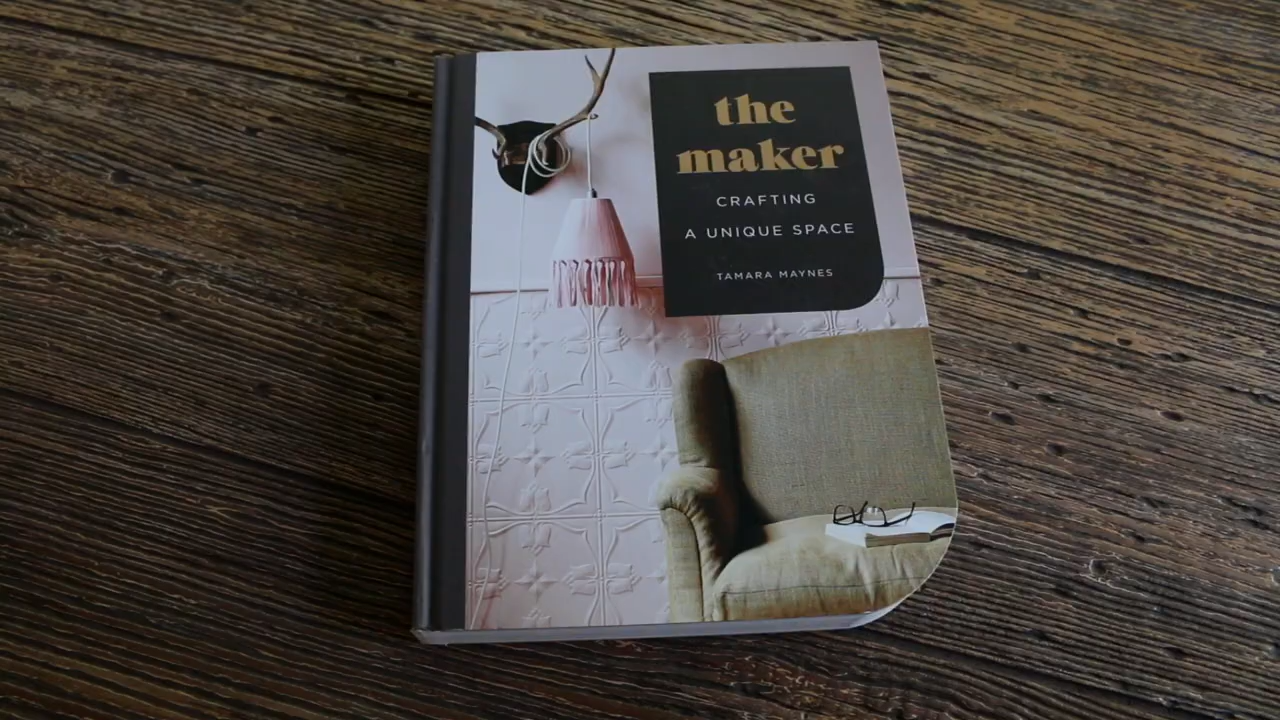 the
maker
CRAFTING
A UNIQUE SPACE
TAMARA MAYNES